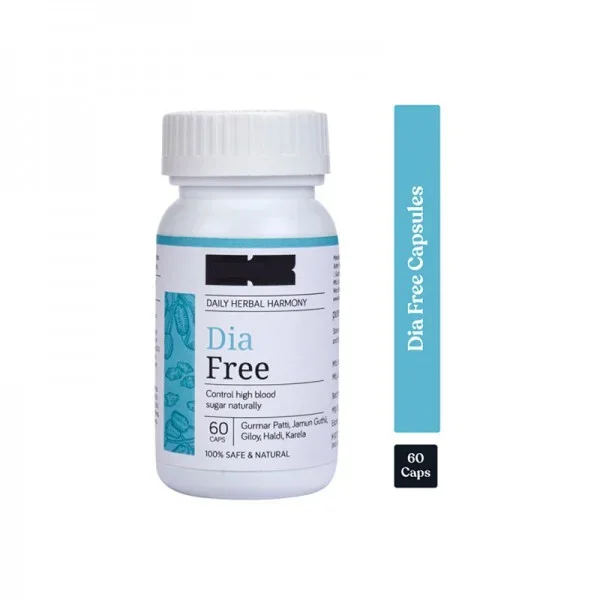 DAILY HERBAL HARMONY
Dia
Free
Control high blood
sugar naturally
60
CAPS
Gurmar Patti, Jamun Guthli,
Giloy, Haldi, Karela
100% SAFE & NATURAL
Dia Free Capsules
60
Caps